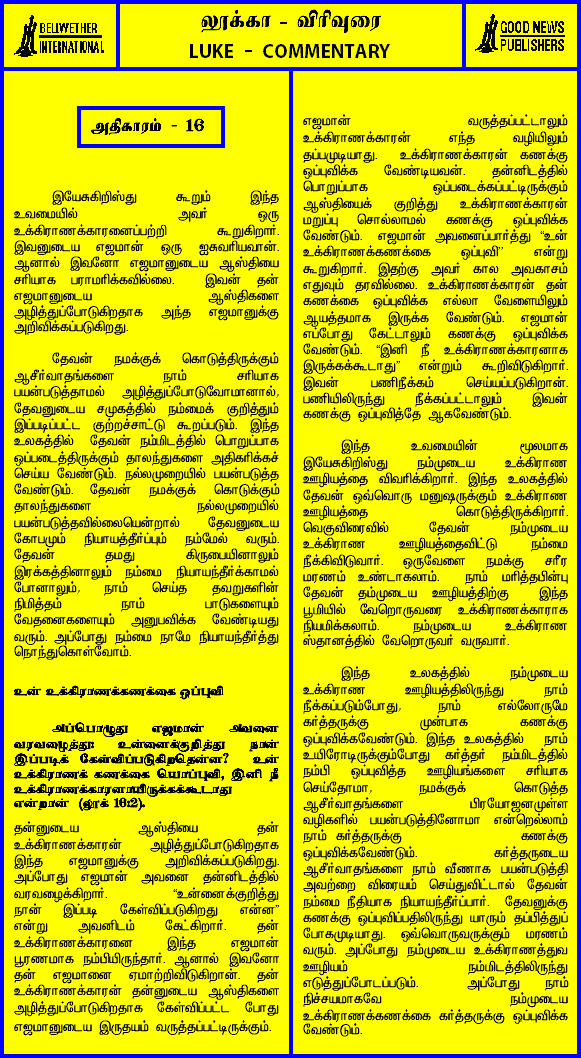 BELWETHER
INTERNATIONAL
லூக்கா - விரிவுரை
LUKE - COMMENTARY
GOOD NEWS
PUBLISHERS
அதிகாரம் - 16
இயேசுகிறிஸ்து கூறும் இந்த
உவமையில் அவர் ஒரு
உக்கிராணக்காரனைப்பற்றி கூறுகிறார்.
இவனுடைய எஜமான் ஒரு ஐசுவரியவான்.
ஆனால் இவனோ எஜமானுடைய ஆஸ்தியை
சரியாக பராமரிக்கவில்லை. இவன் தன்
எஜமானுடைய ஆஸ்திகளை
அழித்துப்போடுகிறதாக அந்த எஜமானுக்கு
அறிவிக்கப்படுகிறது.
தேவன் நமக்குக் கொடுத்திருக்கும்
ஆசீர்வாதங்களை நாம் சரியாக
பயன்படுத்தாமல் அழித்துப்போடுவோமானால்,
தேவனுடைய சமுகத்தில் நம்மைக் குறித்தும்
இப்படிப்பட்ட குற்றச்சாட்டு கூறப்படும். இந்த
உலகத்தில் தேவன் நம்மிடத்தில் பொறுப்பாக
ஒப்படைத்திருக்கும் தாலந்துகளை அதிகரிக்கச்
செய்ய வேண்டும். நல்லமுறையில் பயன்படுத்த
வேண்டும். தேவன் நமக்குக் கொடுக்கும்
தாலந்துகளை நல்லமுறையில்
பயன்படுத்தவில்லையென்றால் தேவனுடைய
கோபமும் நியாயத்தீர்ப்பும் நம்மேல் வரும்.
தேவன் தமது கிருபையினாலும்
இரக்கத்தினாலும் நம்மை நியாயந்தீர்க்காமல்
போனாலும், நாம் செய்த தவறுகளின்
நிமித்தம் நாம் பாடுகளையும்
வேதனைகளையும் அனுபவிக்க வேண்டியது
வரும். அப்போது நம்மை நாமே நியாயந்தீர்த்து
நொந்துகொள்வோம்.
உன் உக்கிராணக்கணக்கை ஒப்புவி
அப்பொழுது எஜமான் அவனை
வரவழைத்து: உன்னைக்குறித்து நான்
இப்படிக் கேள்விப்படுகிறதென்ன? உன்
உக்கிராணக் கணக்கை யொப்புவி, இனி நீ
உக்கிராணக்காரனாயிருக்கக்கூடாது
என்றான் (லூக் 16:2).
தன்னுடைய ஆஸ்தியை தன்
உக்கிராணக்காரன் அழித்துப்போடுகிறதாக
இந்த எஜமானுக்கு அறிவிக்கப்படுகிறது.
அப்போது எஜமான் அவனை தன்னிடத்தில்
வரவழைக்கிறார். “உன்னைக்குறித்து
நான் இப்படி கேள்விப்படுகிறது என்ன”
என்று அவனிடம் கேட்கிறார். தன்
உக்கிராணக்காரனை இந்த எஜமான்
பூரணமாக நம்பியிருந்தார். ஆனால் இவனோ
தன் எஜமானை ஏமாற்றிவிடுகிறான். தன்
உக்கிராணக்காரன் தன்னுடைய ஆஸ்திகளை
அழித்துப்போடுகிறதாக கேள்விப்பட்ட போது
எஜமானுடைய இருதயம் வருத்தப்பட்டிருக்கும்.
எஜமான் வருத்தப்பட்டாலும்
உக்கிராணக்காரன் எந்த வழியிலும்
தப்பமுடியாது. உக்கிராணக்காரன் கணக்கு
ஒப்புவிக்க வேண்டியவன். தன்னிடத்தில்
பொறுப்பாக ஒப்படைக்கப்பட்டிருக்கும்
ஆஸ்தியைக் குறித்து உக்கிராணக்காரன்
மறுப்பு சொல்லாமல் கணக்கு ஒப்புவிக்க
வேண்டும். எஜமான் அவனைப்பார்த்து “உன்
உக்கிராணக்கணக்கை ஒப்புவி” என்று
கூறுகிறார். இதற்கு அவர் கால அவகாசம்
எதுவும் தரவில்லை. உக்கிராணக்காரன் தன்
கணக்கை ஒப்புவிக்க எல்லா வேளையிலும்
ஆயத்தமாக இருக்க வேண்டும். எஜமான்
எப்போது கேட்டாலும் கணக்கு ஒப்புவிக்க
வேண்டும். “இனி நீ உக்கிராணக்காரனாக
இருக்கக்கூடாது” என்றும் கூறிவிடுகிறார்.
இவன் பணிநீக்கம் செய்யப்படுகிறான்.
பணியிலிருந்து நீக்கப்பட்டாலும் இவன்
கணக்கு ஒப்புவித்தே ஆகவேண்டும்.
இந்த உவமையின் மூலமாக
இயேசுகிறிஸ்து நம்முடைய உக்கிராண
ஊழியத்தை விவரிக்கிறார். இந்த உலகத்தில்
தேவன் ஒவ்வொரு மனுஷருக்கும் உக்கிராண
ஊழியத்தை கொடுத்திருக்கிறார்.
வெகுவிரைவில் தேவன் நம்முடைய
உக்கிராண ஊழியத்தைவிட்டு நம்மை
நீக்கிவிடுவார். ஒருவேளை நமக்கு சரீர
மரணம் உண்டாகலாம். நாம் மரித்தபின்பு
தேவன் தம்முடைய ஊழியத்திற்கு இந்த
பூமியில் வேறொருவரை உக்கிராணக்காராக
நியமிக்கலாம். நம்முடைய உக்கிராண
ஸ்தானத்தில் வேறொருவர் வருவார்.
இந்த உலகத்தில் நம்முடைய
உக்கிராண ஊழியத்திலிருந்து நாம்
நீக்கப்படும்போது, நாம் எல்லோருமே
கர்த்தருக்கு முன்பாக கணக்கு
ஒப்புவிக்கவேண்டும். இந்த உலகத்தில் நாம்
உயிரோடிருக்கும்போது கர்த்தர் நம்மிடத்தில்
நம்பி ஒப்புவித்த ஊழியங்களை சரியாக
செய்தோமா, நமக்குக் கொடுத்த
ஆசீர்வாதங்களை பிரயோஜனமுள்ள
வழிகளில் பயன்படுத்தினோமா என்றெல்லாம்
நாம் கர்த்தருக்கு கணக்கு
ஒப்புவிக்கவேண்டும். கர்த்தருடைய
ஆசீர்வாதங்களை நாம் வீணாக பயன்படுத்தி
அவற்றை விரையம் செய்துவிட்டால் தேவன்
நம்மை நீதியாக நியாயந்தீர்ப்பார். தேவனுக்கு
கணக்கு ஒப்புவிப்பதிலிருந்து யாரும் தப்பித்துப்
போகமுடியாது. ஒவ்வொருவருக்கும் மரணம்
வரும். அப்போது நம்முடைய உக்கிராணத்துவ
ஊழியம் நம்மிடத்திலிருந்து
எடுத்துப்போடப்படும். அப்போது நாம்
நிச்சயமாகவே நம்முடைய
உக்கிராணக்கணக்கை கர்த்தருக்கு ஒப்புவிக்க
வேண்டும்.